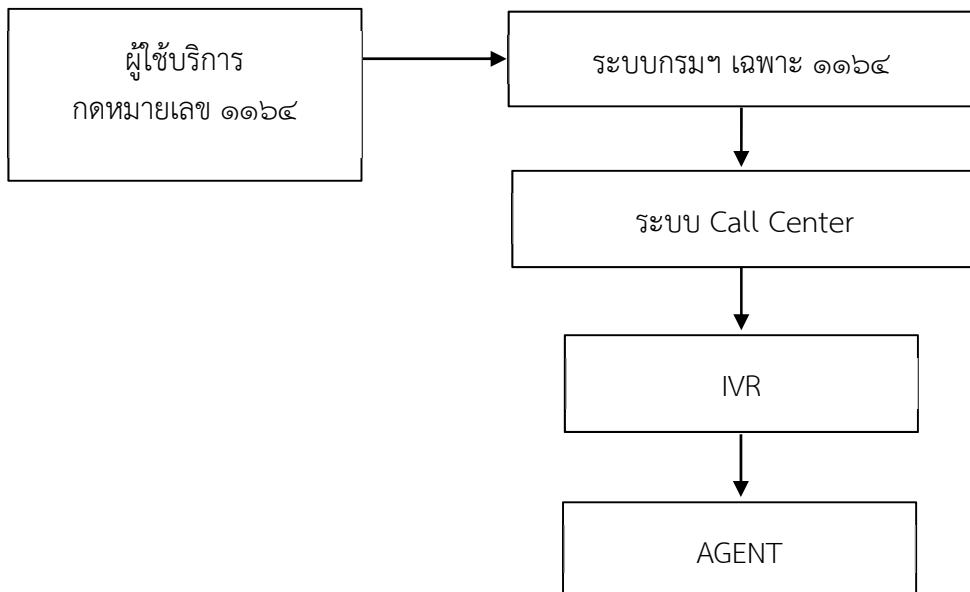 ผู้ใช้บริการ
กดหมายเลข ๑๑๖๔
ระบบกรมฯ เฉพาะ ๑๑๖๔
ระบบ Call Center
IVR
AGENT